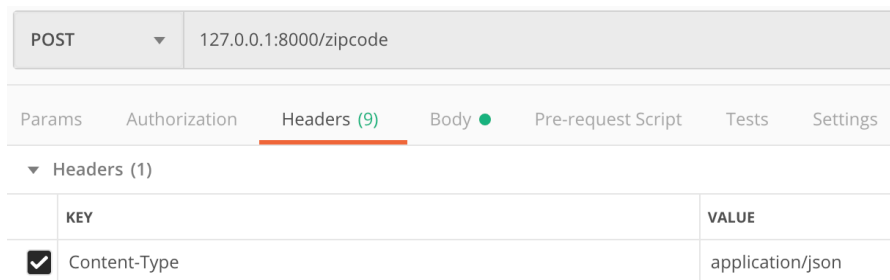 POST 127.0.0.1:8000/zipcode
Params Authorization Headers (9) Body Pre-request Script Tests Settings
Headers (1)
KEY VALUE
Content-Type application/json